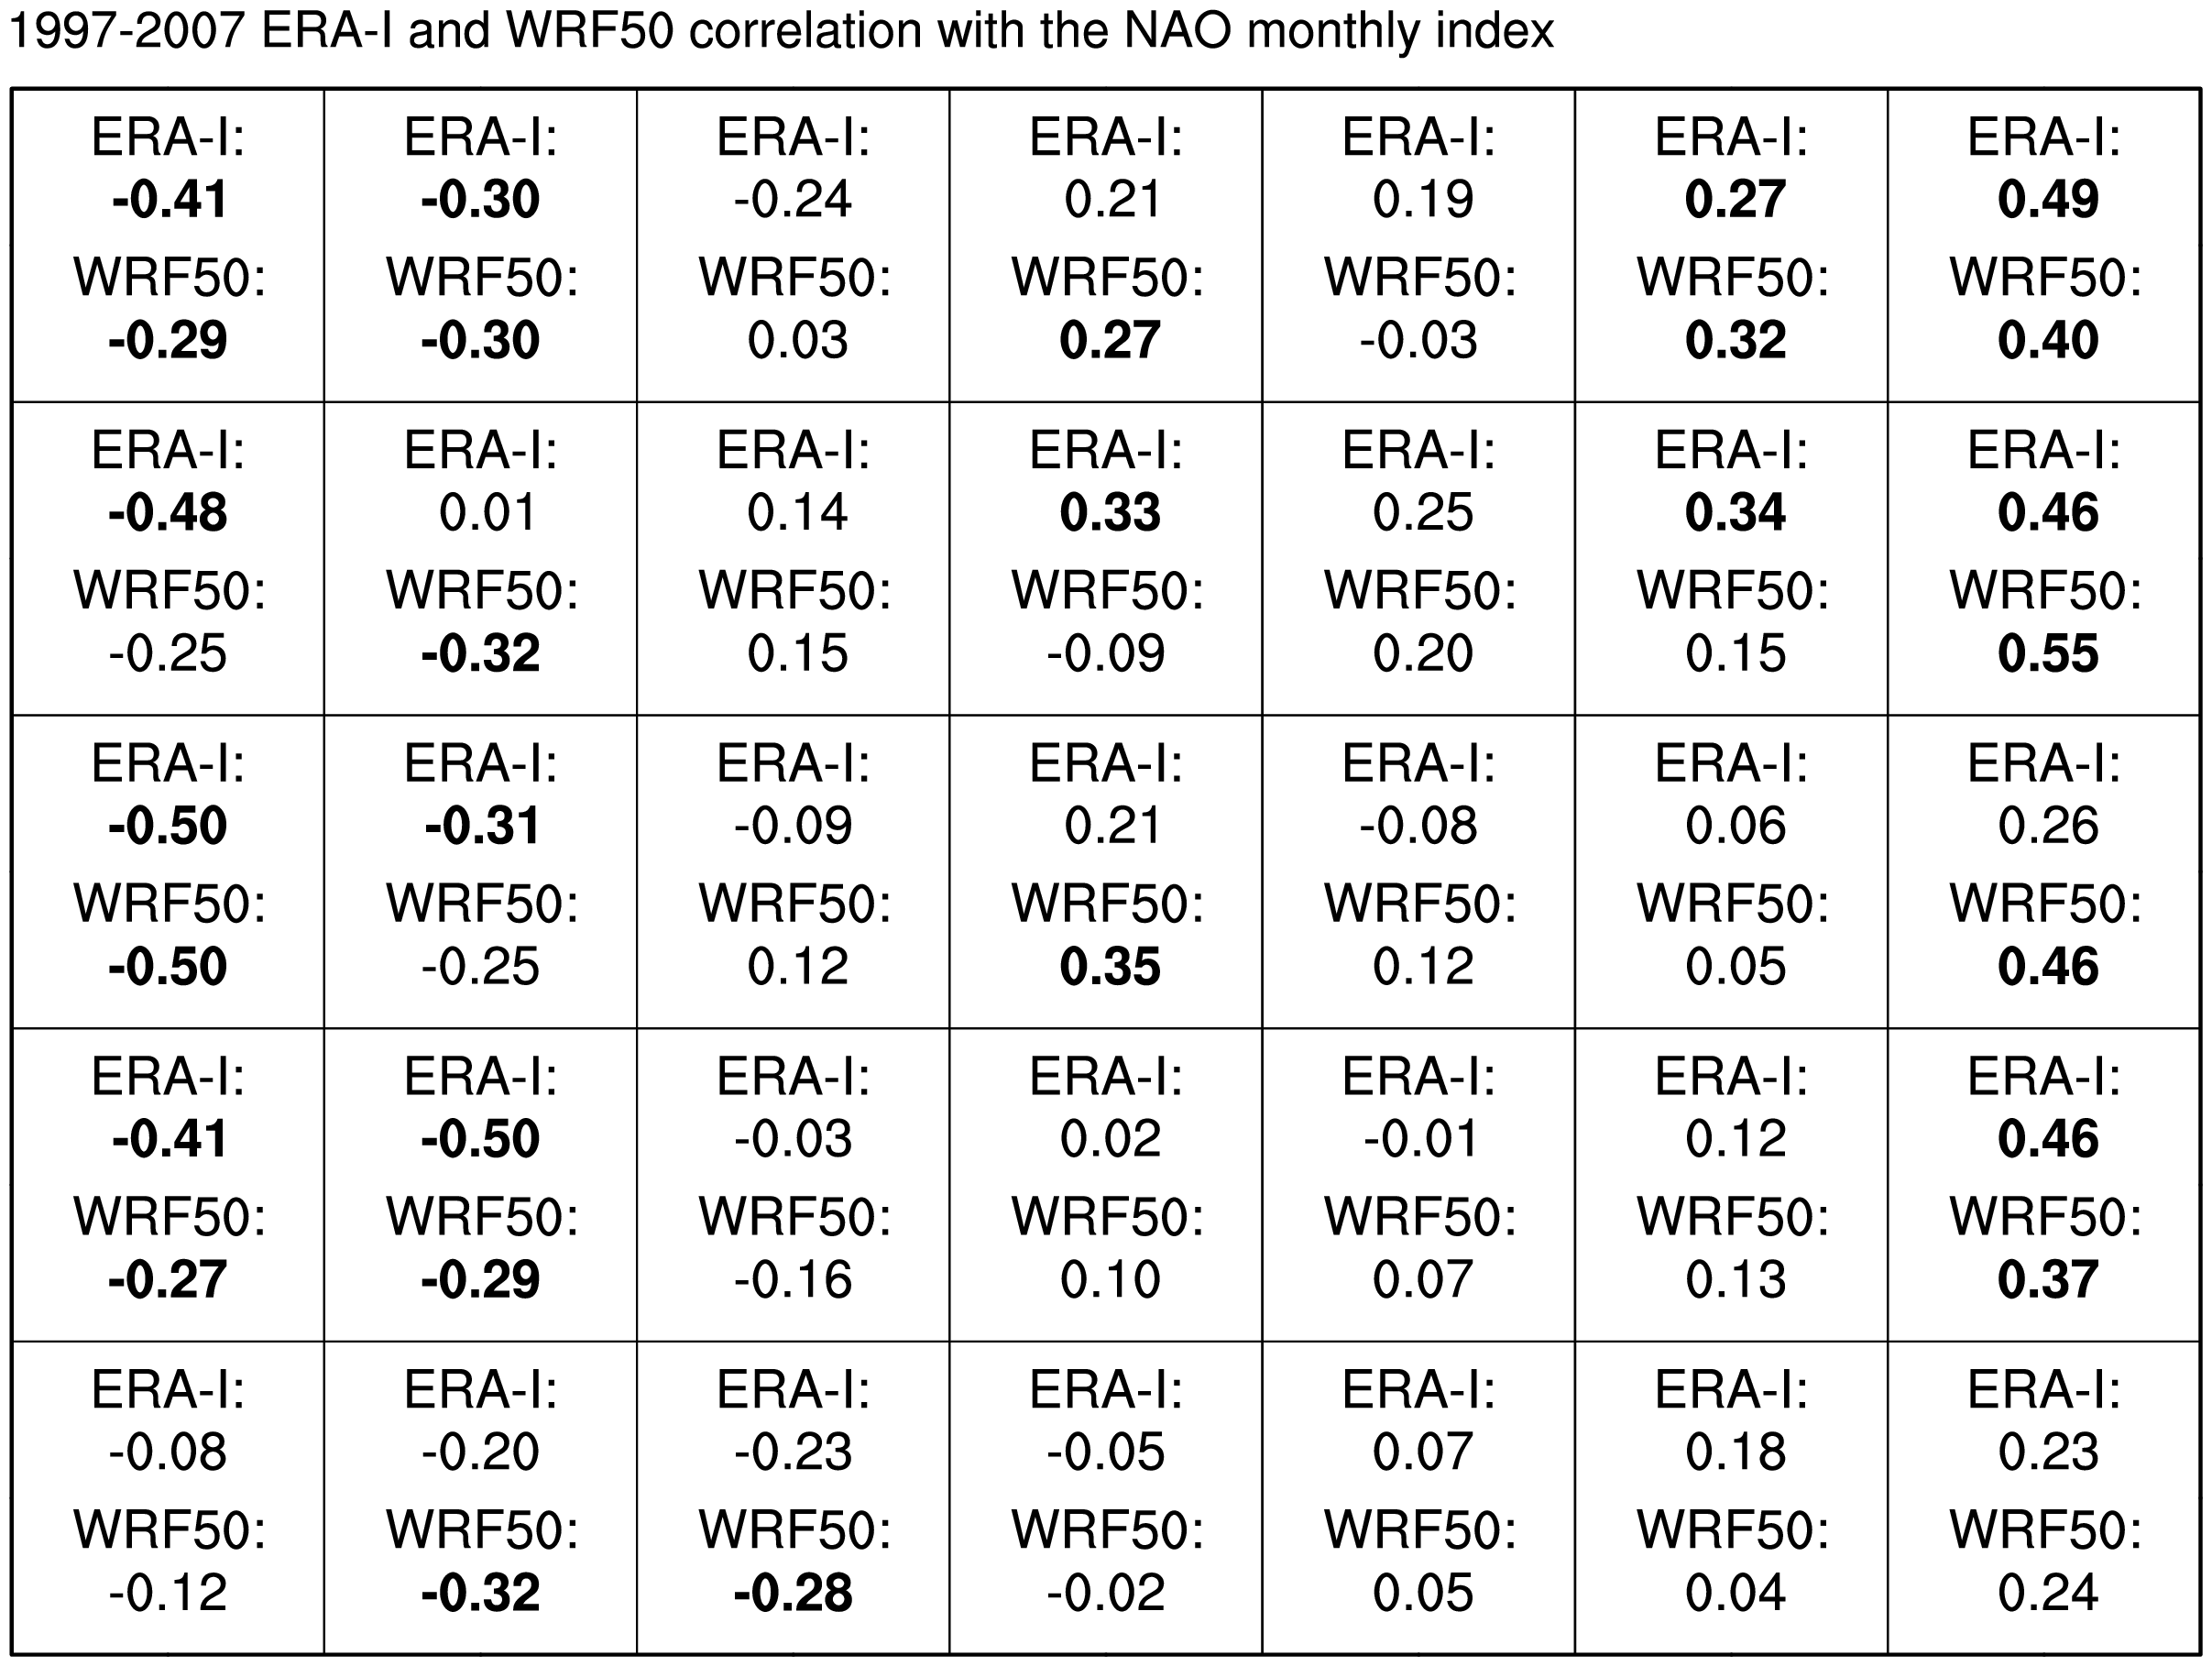 1997-2007 ERA-I and WRF50 correlation with the NAO monthly index
ERA-I: ERA-I: ERA-I: ERA-I: ERA-I: ERA-I: ERA-I:
-0.41 -0.30 -0.24 0.21 0.19 0.27 0.49
WRF50: WRF50: WRF50: WRF50: WRF50: WRF50: WRF50:
-0.29 -0.30 0.03 0.27 -0.03 0.32 0.40
ERA-I: ERA-I: ERA-I: ERA-I: ERA-I: ERA-I: ERA-I:
-0.48 0.01 0.14 0.33 0.25 0.34 0.46
WRF50: WRF50: WRF50: WRF50: WRF50: WRF50: WRF50:
-0.25 -0.32 0.15 -0.09 0.20 0.15 0.55
ERA-I: ERA-I: ERA-I: ERA-I: ERA-I: ERA-I: ERA-I:
-0.50 -0.31 -0.09 0.21 -0.08 0.06 0.26
WRF50: WRF50: WRF50: WRF50: WRF50: WRF50: WRF50:
-0.50 -0.25 0.12 0.35 0.12 0.05 0.46
ERA-I: ERA-I: ERA-I: ERA-I: ERA-I: ERA-I: ERA-I:
-0.41 -0.50 -0.03 0.02 -0.01 0.12 0.46
WRF50: WRF50: WRF50: WRF50: WRF50: WRF50: WRF50:
-0.27 -0.29 -0.16 0.10 0.07 0.13 0.37
ERA-I: ERA-I: ERA-I: ERA-I: ERA-I: ERA-I: ERA-I:
-0.08 -0.20 -0.23 -0.05 0.07 0.18 0.23
WRF50: WRF50: WRF50: WRF50: WRF50: WRF50: WRF50:
-0.12 -0.32 -0.28 -0.02 0.05 0.04 0.24